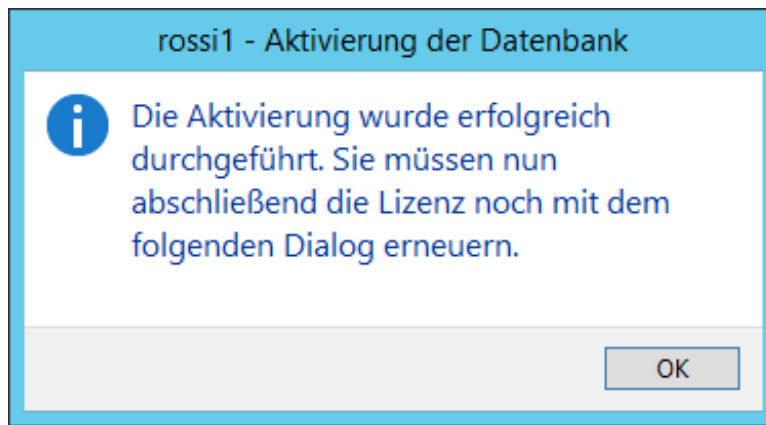 rossi1 - Aktivierung der Datenbank
Die Aktivierung wurde erfolgreich
durchgeführt. Sie müssen nun
abschließend die Lizenz noch mit dem
folgenden Dialog erneuern.
OK